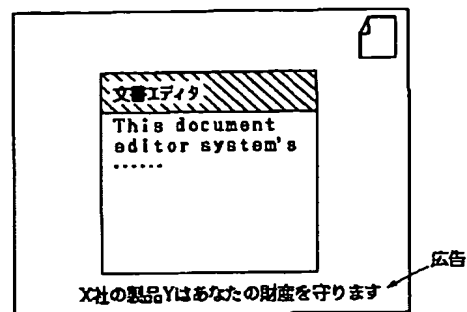 文書エディタ
This document
editor system's
......
広告
X社の製品Yはあなたの財産を守ります